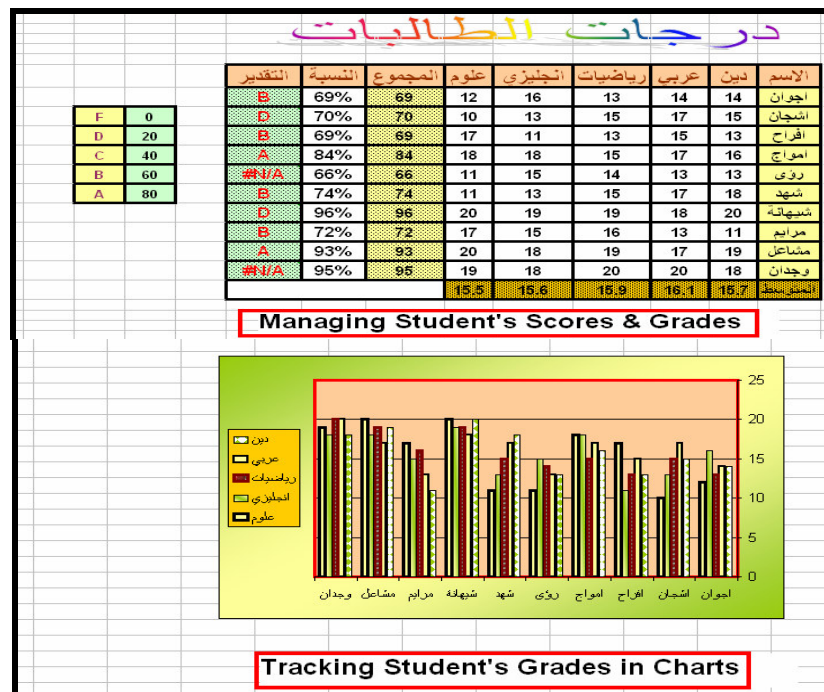 درجات الطالبات
الاسم دين عربي رياضيات انجليزي علوم المجموع النسبة التقدير
اجوان 14 14 13 16 12 69 69% B
اشجان 15 17 15 13 10 70 70% D
افراح 13 15 13 11 17 69 69% B
امواج 16 17 15 18 18 84 84% A
رؤى 13 13 14 15 11 66 66% #N/A
شهد 18 17 15 13 11 74 74% B
شيهانة 20 18 19 19 20 96 96% D
مرايم 11 13 16 15 17 72 72% B
مشاعل 19 17 19 18 20 93 93% A
وجدان 18 20 20 18 19 95 95% #N/A
المتوسط 15.7 16.1 15.9 15.6 15.5
F 0
D 20
C 40
B 60
A 80
Managing Student's Scores & Grades
25
20
15
10
5
0
دين
عربي
رياضيات
انجليزي
علوم
اجوان اشجان افراح امواج رؤى شهد شيهانة مرايم مشاعل وجدان
Tracking Student's Grades in Charts